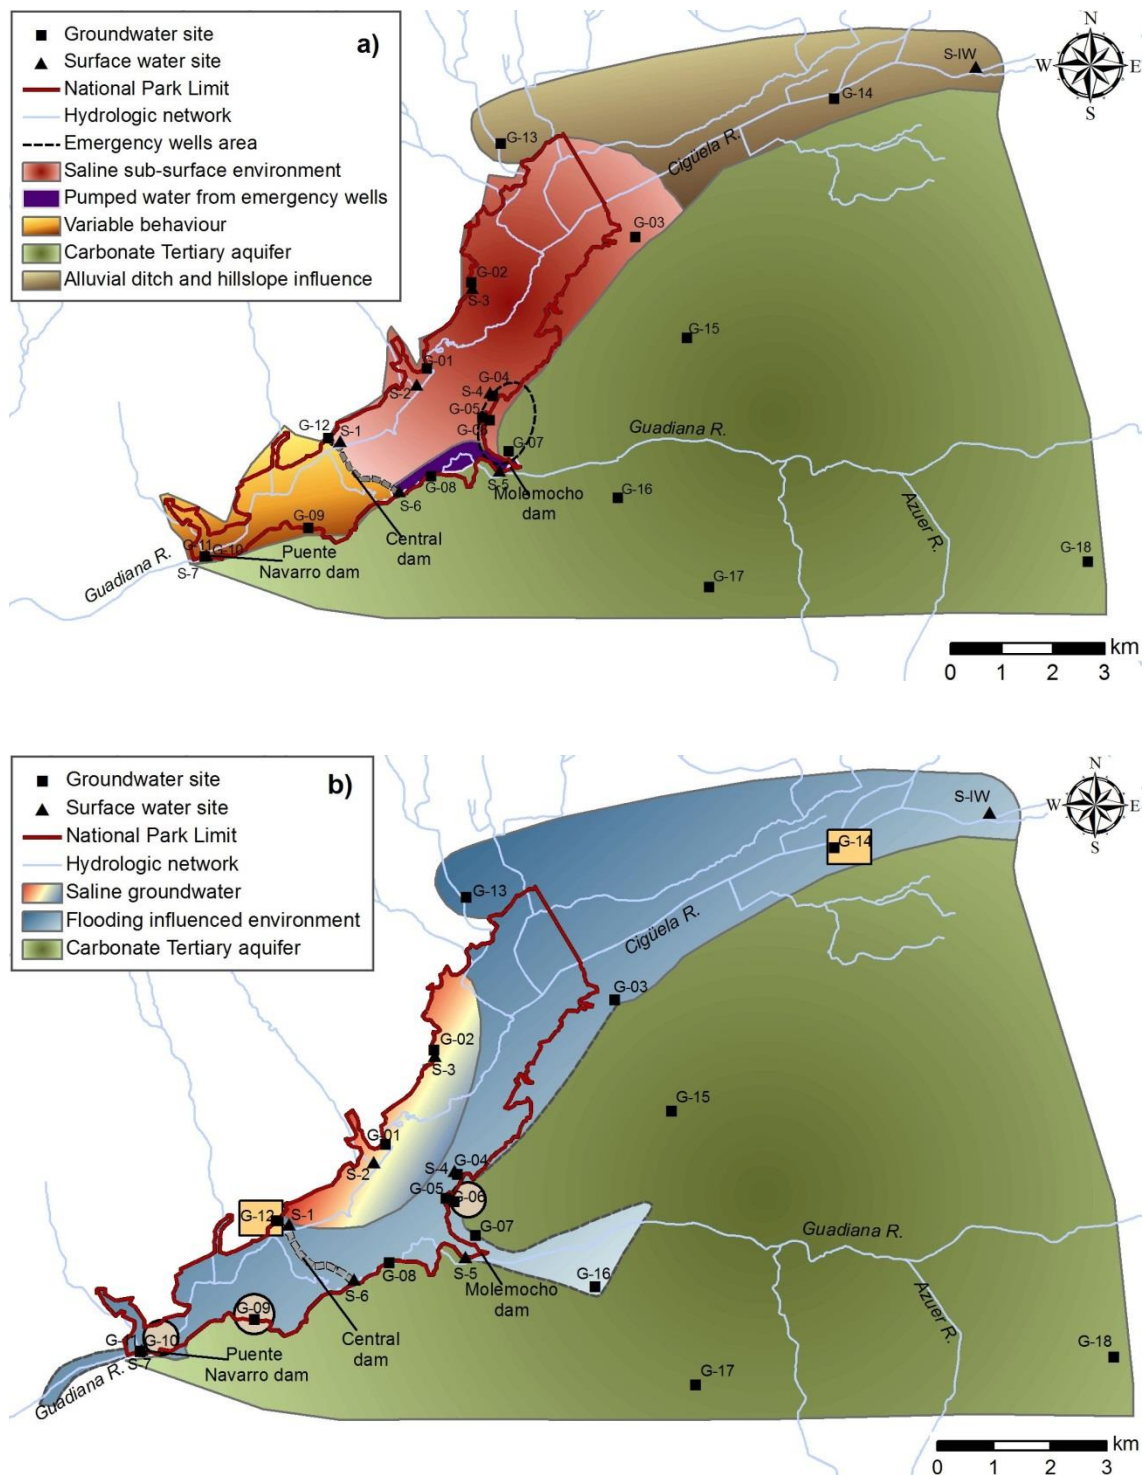 a)
Groundwater site
Surface water site
National Park Limit
Hydrologic network
Emergency wells area
Saline sub-surface environment
Pumped water from emergency wells
Variable behaviour
Carbonate Tertiary aquifer
Alluvial ditch and hillslope influence
N
W E
S
S-IW
G-14
G-13
Cigüela R.
G-03
G-02
S-3
G-15
G-01
S-2
G-04
S-4
G-05
G-12
S-1
Guadiana R.
G-07
G-08
S-5
Molemocho
dam
G-16
S-6
Azuer R.
G-09
Central
dam
G-11
G-10
Puente
Navarro dam
S-7
Guadiana R.
G-17
G-18
km
0 1 2 3
b)
Groundwater site
Surface water site
National Park Limit
Hydrologic network
Saline groundwater
Flooding influenced environment
Carbonate Tertiary aquifer
N
W E
S
S-IW
G-14
G-13
Cigüela R.
G-03
G-02
S-3
G-15
G-01
S-2
G-04
S-4
G-05
G-06
G-12
S-1
G-07
Guadiana R.
G-08
S-5
G-16
Molemocho
dam
S-6
Azuer R.
G-09
Central
dam
G-10
S-7
Puente
Navarro dam
Guadiana R.
G-17
G-18
km
0 1 2 3